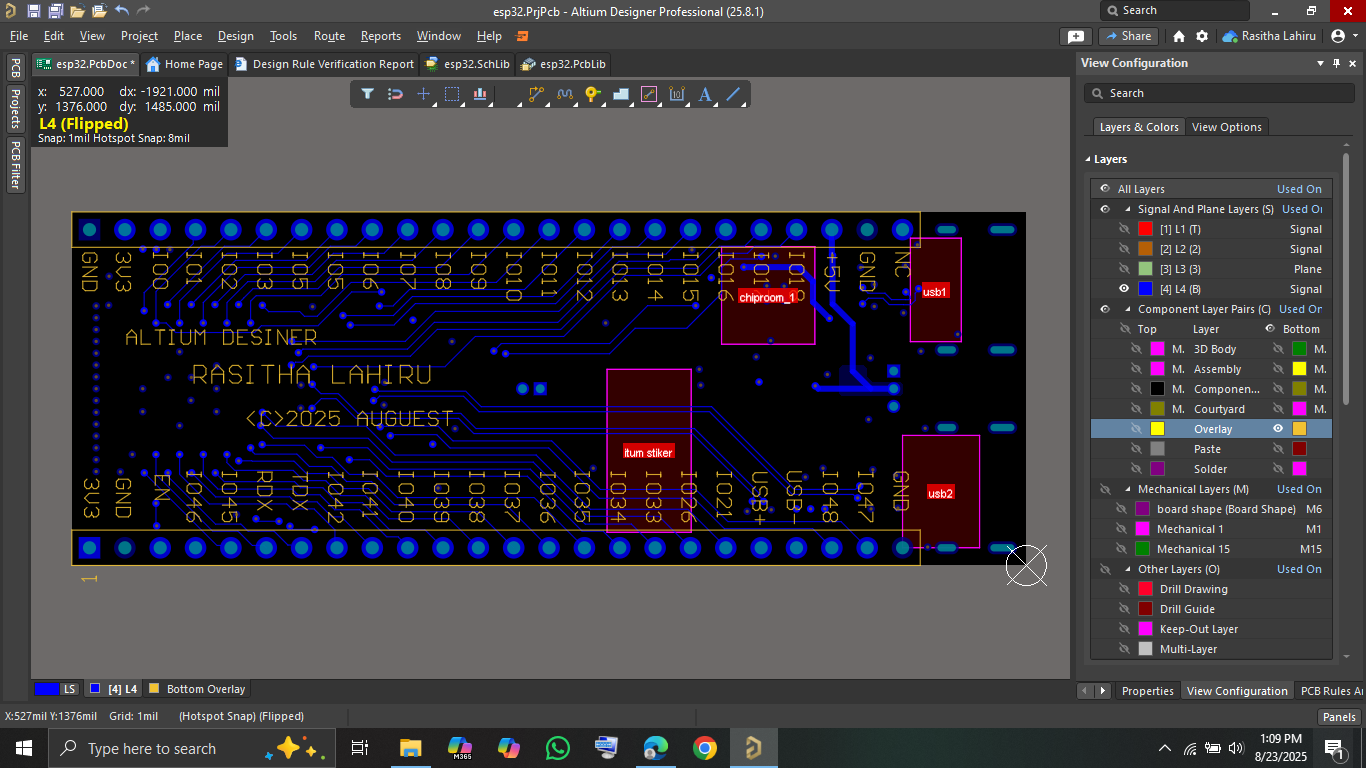 esp32.PrjPcb - Altium Designer Professional (25.8.1)
Search
File Edit View Project Place Design Tools Route Reports Window Help
Share
Rasitha Lahiru
esp32.PcbDoc *
Home Page
Design Rule Verification Report
esp32.SchLib
esp32.PcbLib
PCB
Projects
PCB Filter
x: 527.000 dx: -1921.000 mil
y: 1376.000 dy: 1485.000 mil
L4 (Flipped)
Snap: 1mil Hotspot Snap: 8mil
GND 3V3 IO0 IO1 IO2 IO3 IO5 IO6 IO7 IO8 IO9 IO10 IO11 IO12 IO13 IO14 IO15 IO16 +5V GND NC
chiproom_1
usb1
ALTIUM DESINER
RASITHA LAHIRU
<C>2025 AUGUEST
itum stiker
usb2
3V3 GND EN IO46 IO45 RDX TDX IO42 IO41 IO40 IO39 IO38 IO37 IO36 IO35 IO34 IO33 IO26 IO21 USB+ USB- IO48 IO47 GND
1
View Configuration
Search
Layers & Colors
View Options
Layers
All Layers Used On
Signal And Plane Layers (S) Used O
[1] L1 (T) Signal
[2] L2 (2) Signal
[3] L3 (3) Plane
[4] L4 (B) Signal
Component Layer Pairs (C) Used On
Top Layer Bottom
M. 3D Body M.
M. Assembly M.
M. Componen... M.
M. Courtyard M.
Overlay
Paste
Solder
Mechanical Layers (M) Used On
board shape (Board Shape) M6
Mechanical 1 M1
Mechanical 15 M15
Other Layers (O) Used On
Drill Drawing
Drill Guide
Keep-Out Layer
Multi-Layer
LS
[4] L4
Bottom Overlay
Properties
View Configuration
PCB Rules A
X:527mil Y:1376mil Grid: 1mil (Hotspot Snap) (Flipped)
Panels
Type here to search
M365
1:09 PM
8/23/2025
1